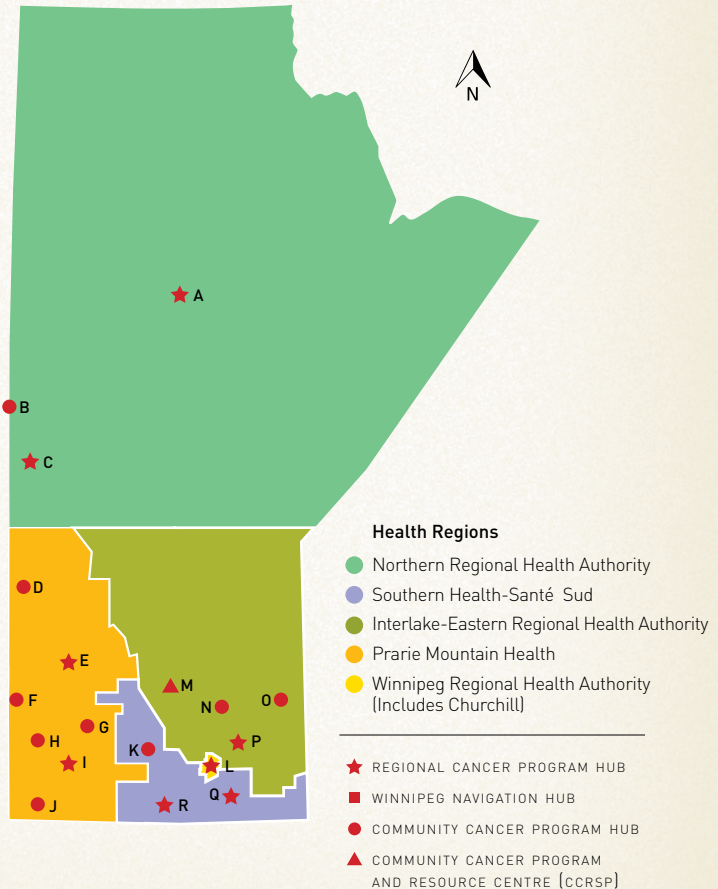 N
A
B
C
D
E
F
G
H
I
J
K
L
M
N
O
P
Q
R
Health Regions
Northern Regional Health Authority
Southern Health-Santé Sud
Interlake-Eastern Regional Health Authority
Prarie Mountain Health
Winnipeg Regional Health Authority
(Includes Churchill)
REGIONAL CANCER PROGRAM HUB
WINNIPEG NAVIGATION HUB
COMMUNITY CANCER PROGRAM HUB
COMMUNITY CANCER PROGRAM
AND RESOURCE CENTRE (CCRSP)